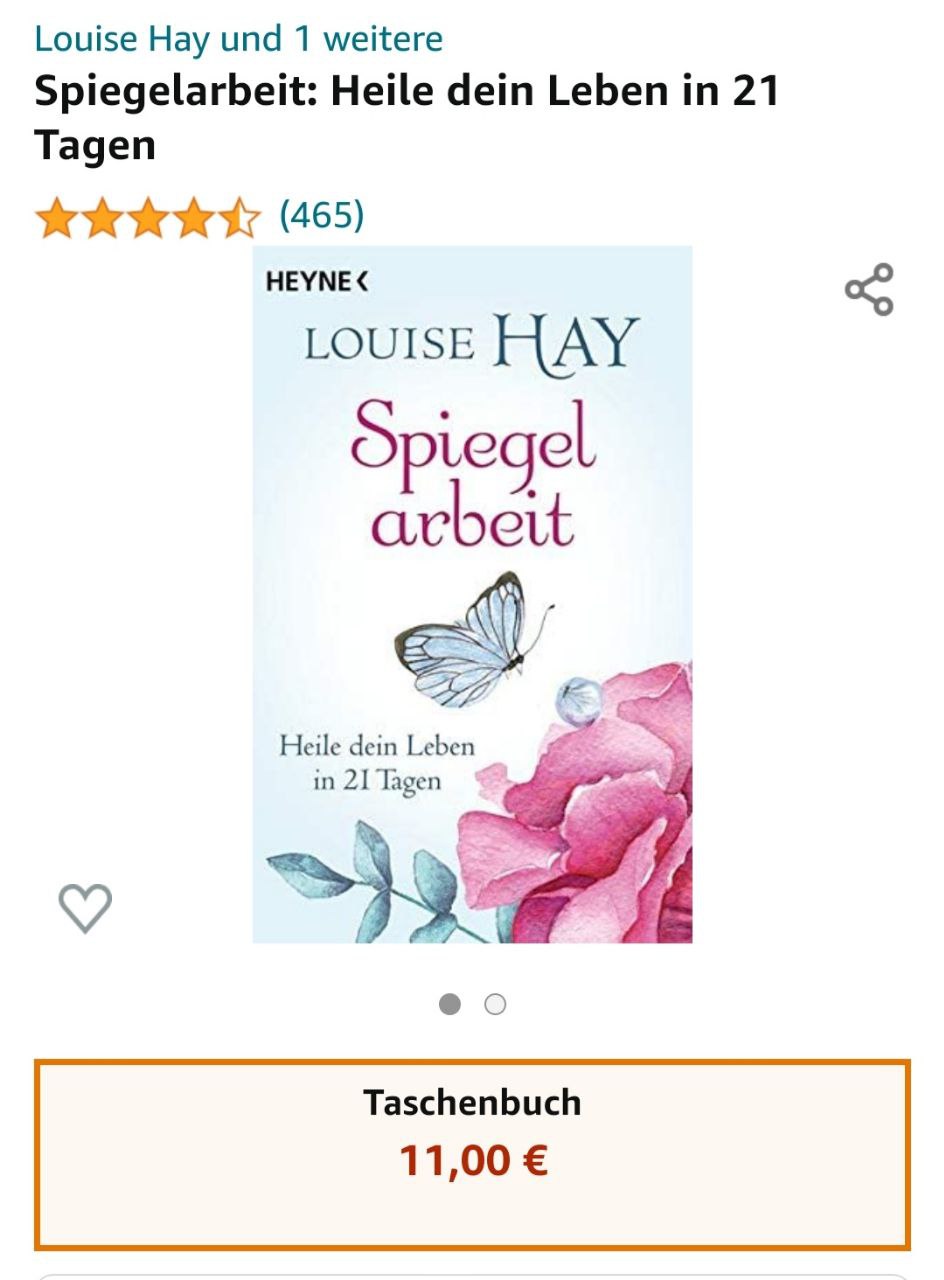 Louise Hay und 1 weitere
Spiegelarbeit: Heile dein Leben in 21
Tagen
(465)
HEYNE<
LOUISE HAY
Spiegel
arbeit
Heile dein Leben
in 21 Tagen
Taschenbuch
11,00 €